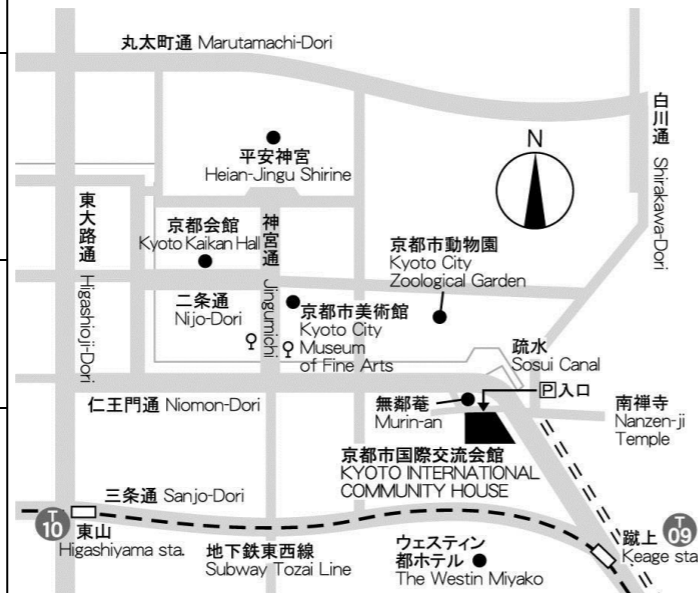 丸太町通 Marutamachi-Dori
白川通 Shirakawa-Dori
N
平安神宮
Heian-Jingu Shirine
東大路通 Higashioji-Dori
京都会館
Kyoto Kaikan Hall
神宮通 Jingumichi
京都市動物園
Kyoto City
Zoological Garden
二条通
Nijo-Dori
京都市美術館
Kyoto City
Museum
of Fine Arts
疏水
Sosui Canal
P入口
仁王門通 Niomon-Dori
無鄰菴
Murin-an
南禅寺
Nanzen-ji
Temple
京都市国際交流会館
KYOTO INTERNATIONAL
COMMUNITY HOUSE
三条通 Sanjo-Dori
T
10
東山
Higashiyama sta.
地下鉄東西線
Subway Tozai Line
ウェスティン
都ホテル
The Westin Miyako
T
09
蹴上
Keage sta